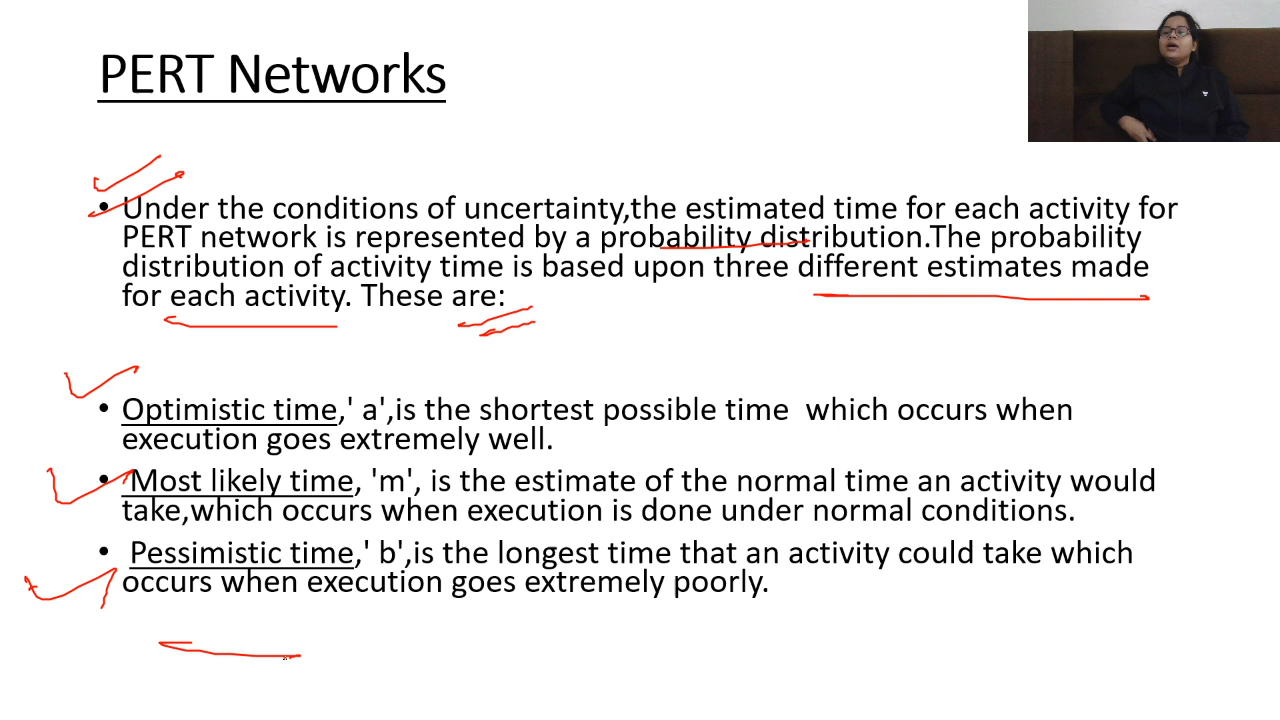 PERT Networks
• Under the conditions of uncertainty,the estimated time for each activity for
PERT network is represented by a probability distribution.The probability
distribution of activity time is based upon three different estimates made
for each activity. These are:
• Optimistic time,' a',is the shortest possible time  which occurs when
execution goes extremely well.
•  Most likely time, 'm', is the estimate of the normal time an activity would
take,which occurs when execution is done under normal conditions.
•  Pessimistic time,' b',is the longest time that an activity could take which
occurs when execution goes extremely poorly.